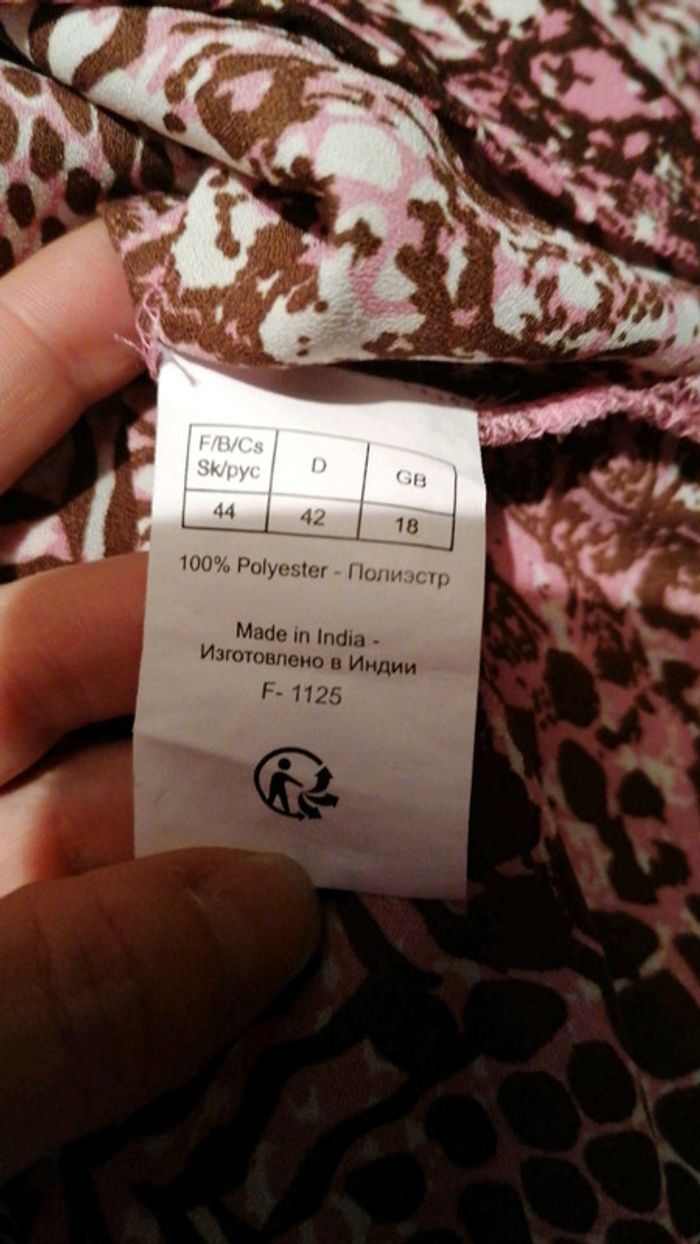 F/B/Cs D GB
Sk/рус
44 42 18
100% Polyester - Полиэстр
Made in India -
Изготовлено в Индии
F- 1125